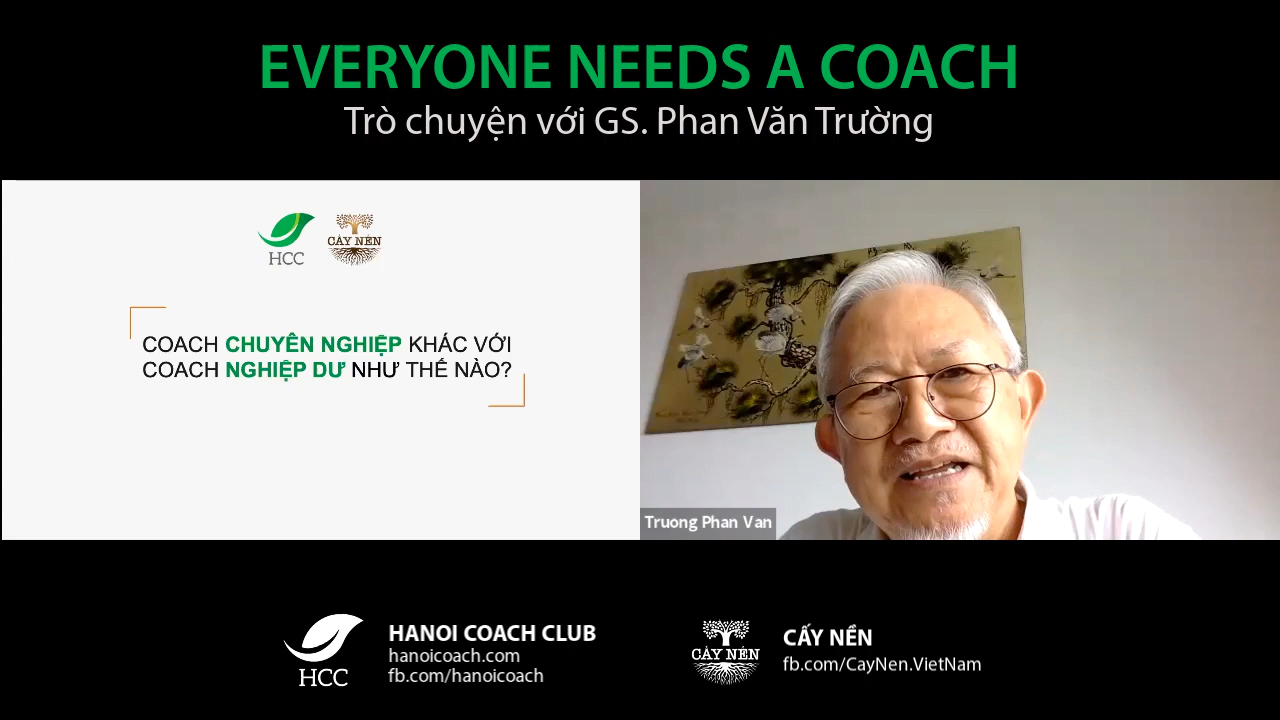 EVERYONE NEEDS A COACH
Trò chuyện với GS. Phan Văn Trường
HCC
CẤY NỀN
COACH CHUYÊN NGHIỆP KHÁC VỚI
COACH NGHIỆP DƯ NHƯ THẾ NÀO?
Truong Phan Van
HCC
HANOI COACH CLUB
hanoicoach.com
fb.com/hanoicoach
CẤY NỀN
CẤY NỀN
fb.com/CayNen.VietNam